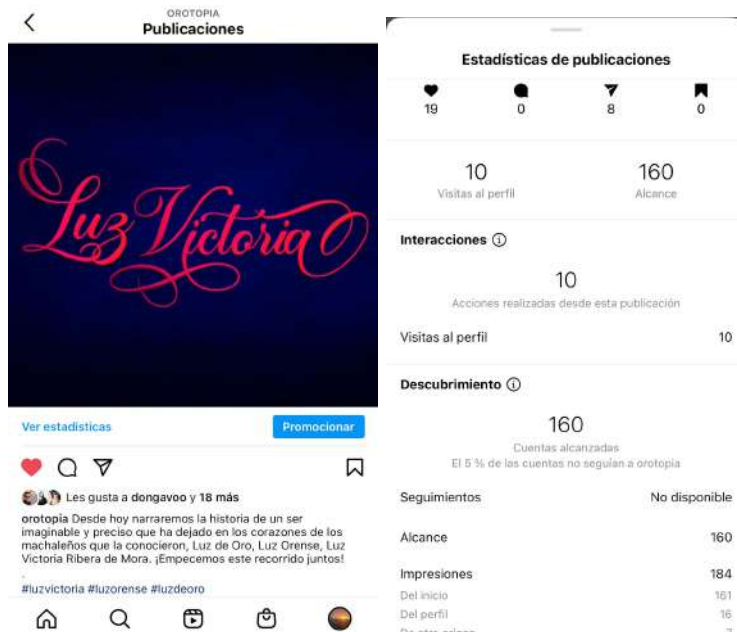 OROTOPIA
Publicaciones
Luz Victoria
Ver estadísticas
Promocionar
Les gusta a dongavoo y 18 más
orotopia Desde hoy narraremos la historia de un ser
imaginable y preciso que ha dejado en los corazones de los
machaleños que la conocieron, Luz de Oro, Luz Orense, Luz
Victoria Ribera de Mora. ¡Empecemos este recorrido juntos!
.
#luzvictoria #luzorense #luzdeoro
Estadísticas de publicaciones
19 0 8 0
10 160
Visitas al perfil Alcance
Interacciones
10
Acciones realizadas desde esta publicación
Visitas al perfil 10
Descubrimiento
160
Cuentas alcanzadas
El 5 % de las cuentas no seguían a orotopia
Seguimientos No disponible
Alcance 160
Impresiones 184
Del inicio 161
Del perfil 16
De otro origen 7